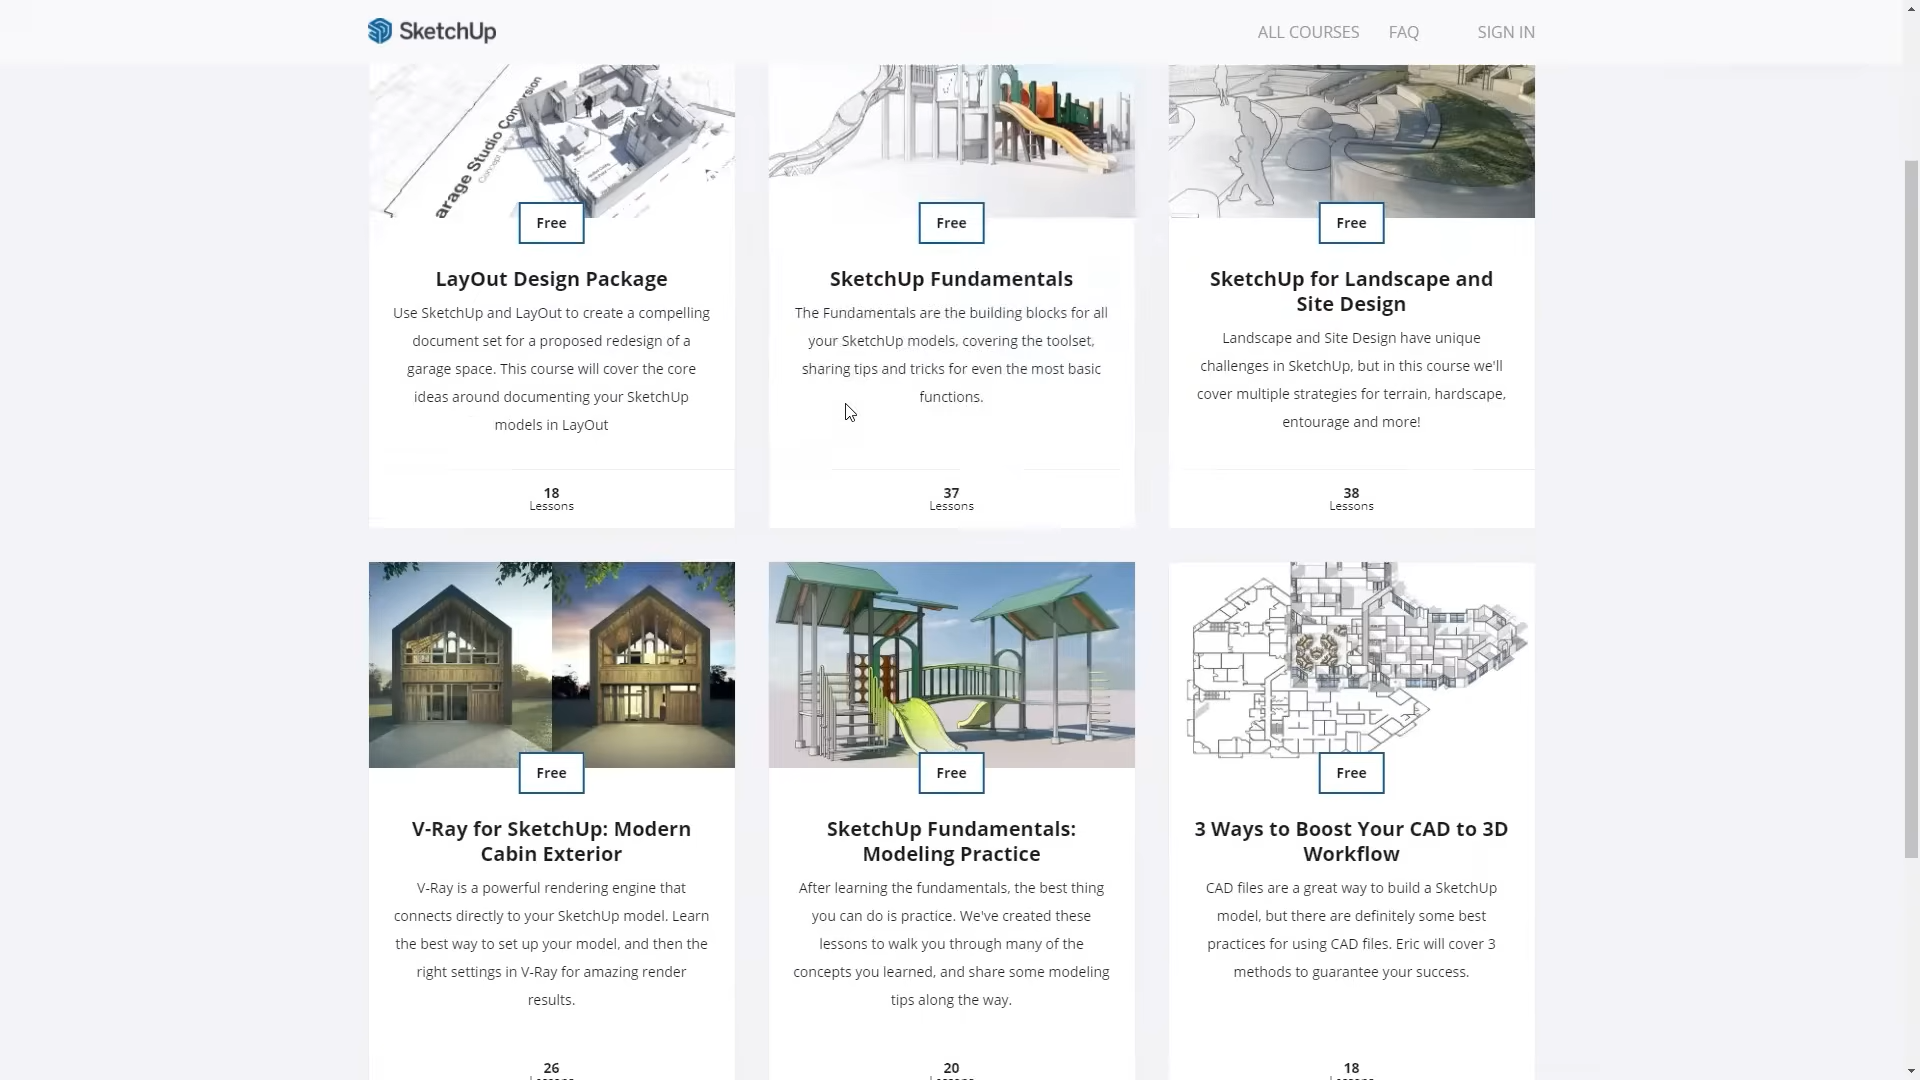 SketchUp
ALL COURSES
FAQ
SIGN IN
arage Studio Conversion
Free
LayOut Design Package
Use SketchUp and LayOut to create a compelling
document set for a proposed redesign of a
garage space. This course will cover the core
ideas around documenting your SketchUp
models in LayOut
18
Lessons
Free
SketchUp Fundamentals
The Fundamentals are the building blocks for all
your SketchUp models, covering the toolset,
sharing tips and tricks for even the most basic
functions.
37
Lessons
Free
SketchUp for Landscape and
Site Design
Landscape and Site Design have unique
challenges in SketchUp, but in this course we'll
cover multiple strategies for terrain, hardscape,
entourage and more!
38
Lessons
Free
V-Ray for SketchUp: Modern
Cabin Exterior
V-Ray is a powerful rendering engine that
connects directly to your SketchUp model. Learn
the best way to set up your model, and then the
right settings in V-Ray for amazing render
results.
26
Free
SketchUp Fundamentals:
Modeling Practice
After learning the fundamentals, the best thing
you can do is practice. We've created these
lessons to walk you through many of the
concepts you learned, and share some modeling
tips along the way.
20
Free
3 Ways to Boost Your CAD to 3D
Workflow
CAD files are a great way to build a SketchUp
model, but there are definitely some best
practices for using CAD files. Eric will cover 3
methods to guarantee your success.
18